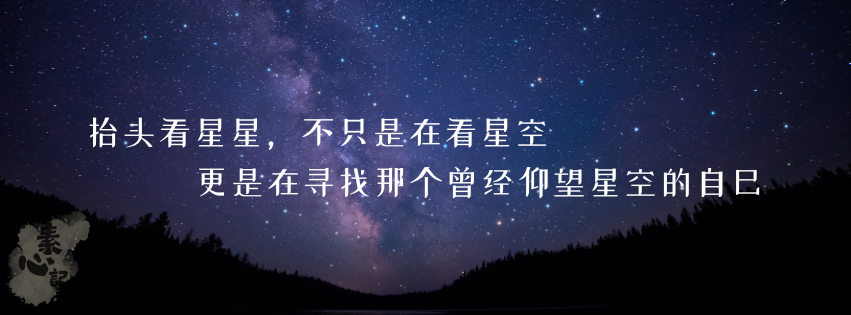 抬头看星星，不只是在看星空
更是在寻找那个曾经仰望星空的自己
素心記